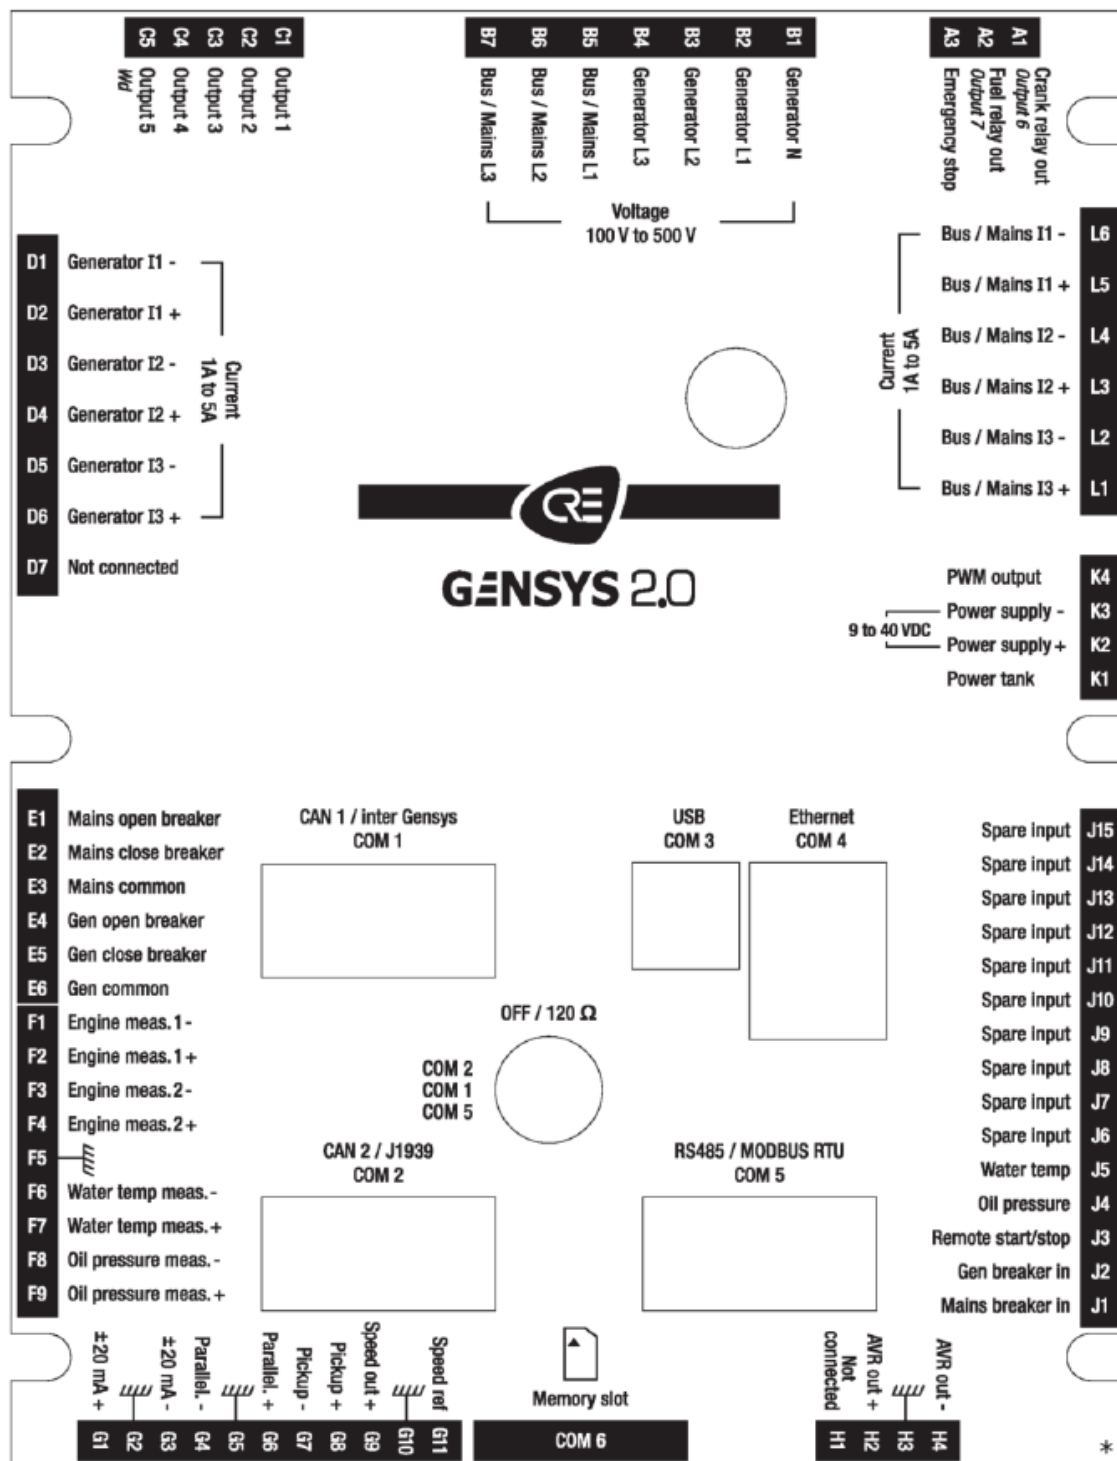 C5 C4 C3 C2 C1
Output 1
Output 2
Output 3
Output 4
Output 5
Wd
B7 B6 B5 B4 B3 B2 B1
Bus / Mains L3
Bus / Mains L2
Bus / Mains L1
Generator L3
Generator L2
Generator L1
Generator N
Voltage
100 V to 500 V
A3 A2 A1
Crank relay out
Output 6
Fuel relay out
Output 7
Emergency stop
D1 Generator I1 -
D2 Generator I1 +
D3 Generator I2 -
D4 Generator I2 +
D5 Generator I3 -
D6 Generator I3 +
D7 Not connected
Current
1A to 5A
Bus / Mains I1 - L6
Bus / Mains I1 + L5
Bus / Mains I2 - L4
Bus / Mains I2 + L3
Bus / Mains I3 - L2
Bus / Mains I3 + L1
Current
1A to 5A
CRE
GENSYS 2.0
PWM output K4
Power supply - K3
Power supply + K2
Power tank K1
9 to 40 VDC
E1 Mains open breaker
E2 Mains close breaker
E3 Mains common
E4 Gen open breaker
E5 Gen close breaker
E6 Gen common
F1 Engine meas. 1 -
F2 Engine meas. 1 +
F3 Engine meas. 2 -
F4 Engine meas. 2 +
F5
F6 Water temp meas. -
F7 Water temp meas. +
F8 Oil pressure meas. -
F9 Oil pressure meas. +
CAN 1 / inter Gensys
COM 1
USB
COM 3
Ethernet
COM 4
OFF / 120 Ω
COM 2
COM 1
COM 5
CAN 2 / J1939
COM 2
RS485 / MODBUS RTU
COM 5
Spare input J15
Spare input J14
Spare input J13
Spare input J12
Spare input J11
Spare input J10
Spare input J9
Spare input J8
Spare input J7
Spare input J6
Water temp J5
Oil pressure J4
Remote start/stop J3
Gen breaker in J2
Mains breaker in J1
±20 mA +
±20 mA -
Parallel. -
Parallel. +
Pickup -
Pickup +
Speed out +
Speed ref
G1 G2 G3 G4 G5 G6 G7 G8 G9 G10 G11
Memory slot
COM 6
Not
connected
AVR out +
AVR out -
H1 H2 H3 H4
*